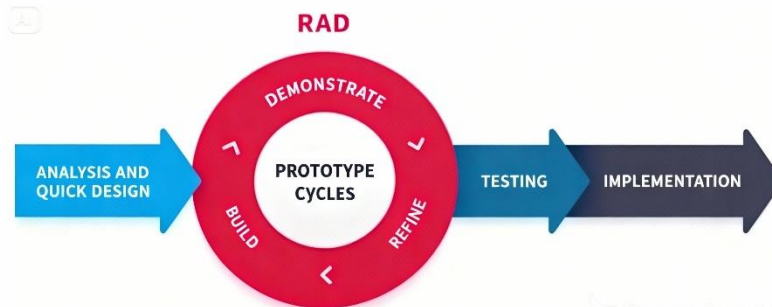 RAD
ANALYSIS AND
QUICK DESIGN
DEMONSTRATE
PROTOTYPE
CYCLES
BUILD
REFINE
TESTING
IMPLEMENTATION